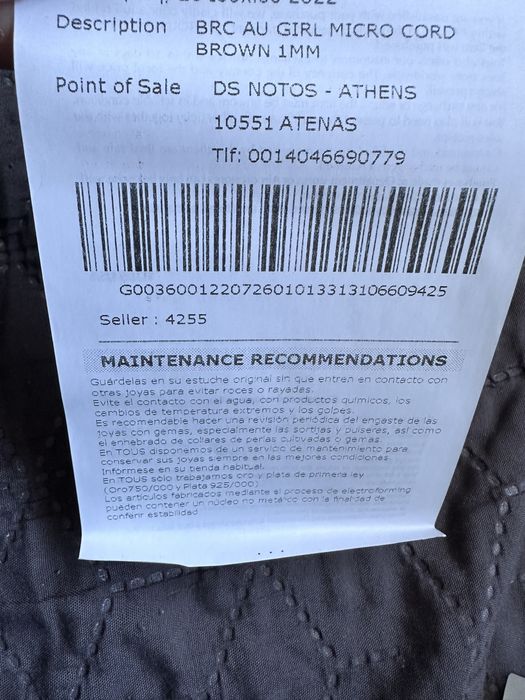 2022
Description BRC AU GIRL MICRO CORD
BROWN 1MM
Point of Sale DS NOTOS - ATHENS
10551 ATENAS
Tlf: 0014046690779
G003600122072601013313106609425
Seller : 4255
MAINTENANCE RECOMMENDATIONS
Guárdelas en su estuche original sin que entren en contacto con
otras joyas para evitar roces o rayadas.
Evite el contacto con el agua, con productos químicos, los
cambios de temperatura extremos y los golpes.
Es recomendable hacer una revisión periódica del engaste de las
joyas con gemas, especialmente las sortijas y pulseras, así como
el enhebrado de collares de perlas cultivadas o gemas.
En TOUS disponemos de un servicio de mantenimiento para
conservar sus joyas siempre en las mejores condiciones.
Infórmese en su tienda habitual.
En TOUS sólo trabajamos oro y plata de primera ley
(Oro750/000 y Plata 925/000)
Los artículos fabricados mediante el proceso de electroforming
pueden contener un núcleo no metálico con la finalidad de
conferir estabilidad